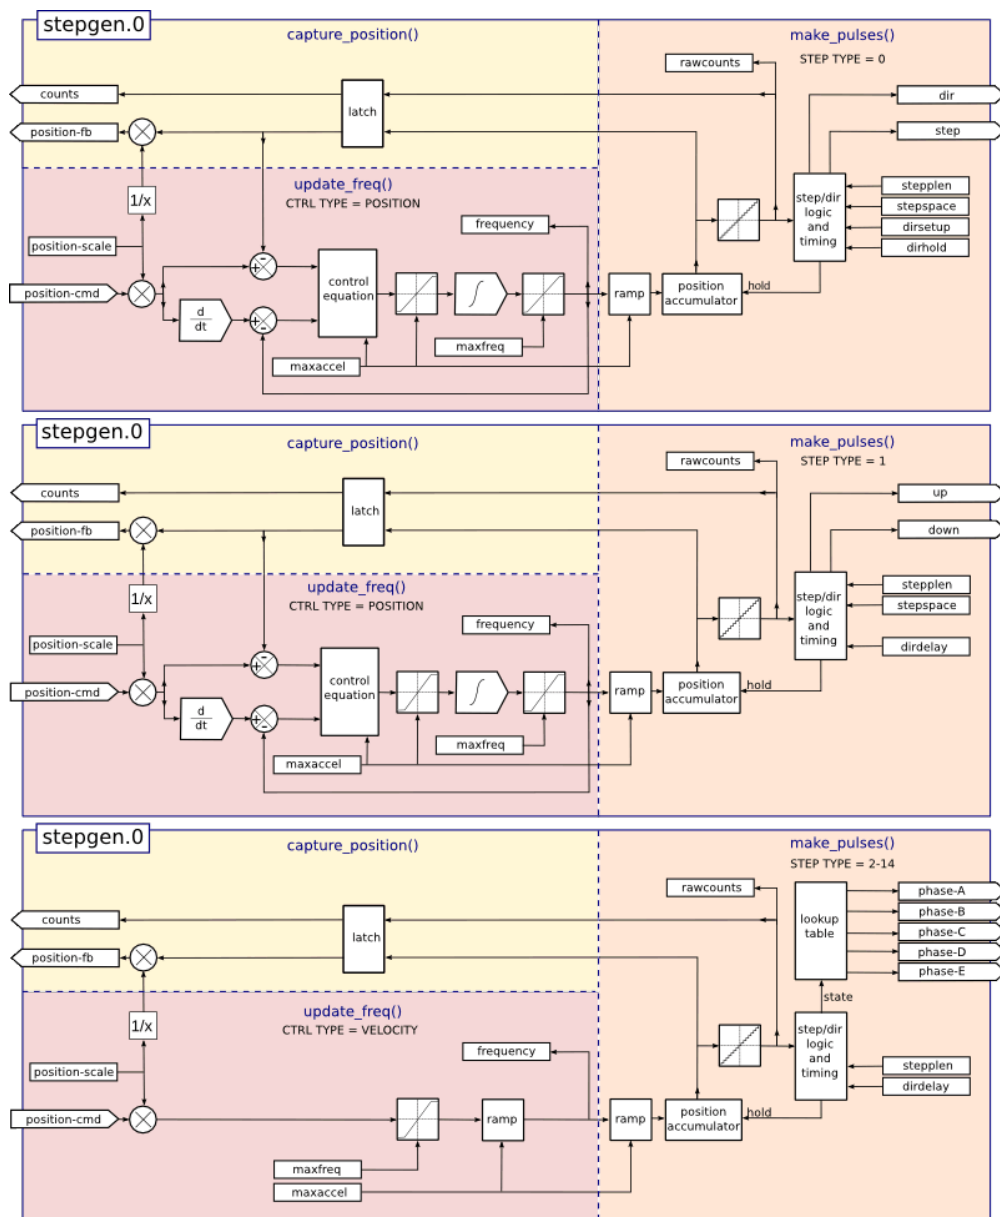 stepgen.0
capture_position()
make_pulses()
STEP TYPE = 0
rawcounts
counts
latch
dir
position-fb
step
update_freq()
CTRL TYPE = POSITION
1/x
stepplen
stepspace
dirsetup
dirhold
step/dir
logic
and
timing
frequency
position-scale
control
equation
position-cmd
ramp
position
accumulator
hold
d
dt
maxfreq
maxaccel
stepgen.0
capture_position()
make_pulses()
STEP TYPE = 1
rawcounts
counts
latch
up
position-fb
down
update_freq()
CTRL TYPE = POSITION
1/x
stepplen
stepspace
dirdelay
step/dir
logic
and
timing
frequency
position-scale
control
equation
position-cmd
ramp
position
accumulator
hold
d
dt
maxfreq
maxaccel
stepgen.0
capture_position()
make_pulses()
STEP TYPE = 2-14
rawcounts
counts
latch
lookup
table
phase-A
phase-B
phase-C
phase-D
phase-E
position-fb
state
update_freq()
CTRL TYPE = VELOCITY
1/x
step/dir
logic
and
timing
frequency
stepplen
dirdelay
position-scale
position-cmd
ramp
ramp
position
accumulator
hold
maxfreq
maxaccel